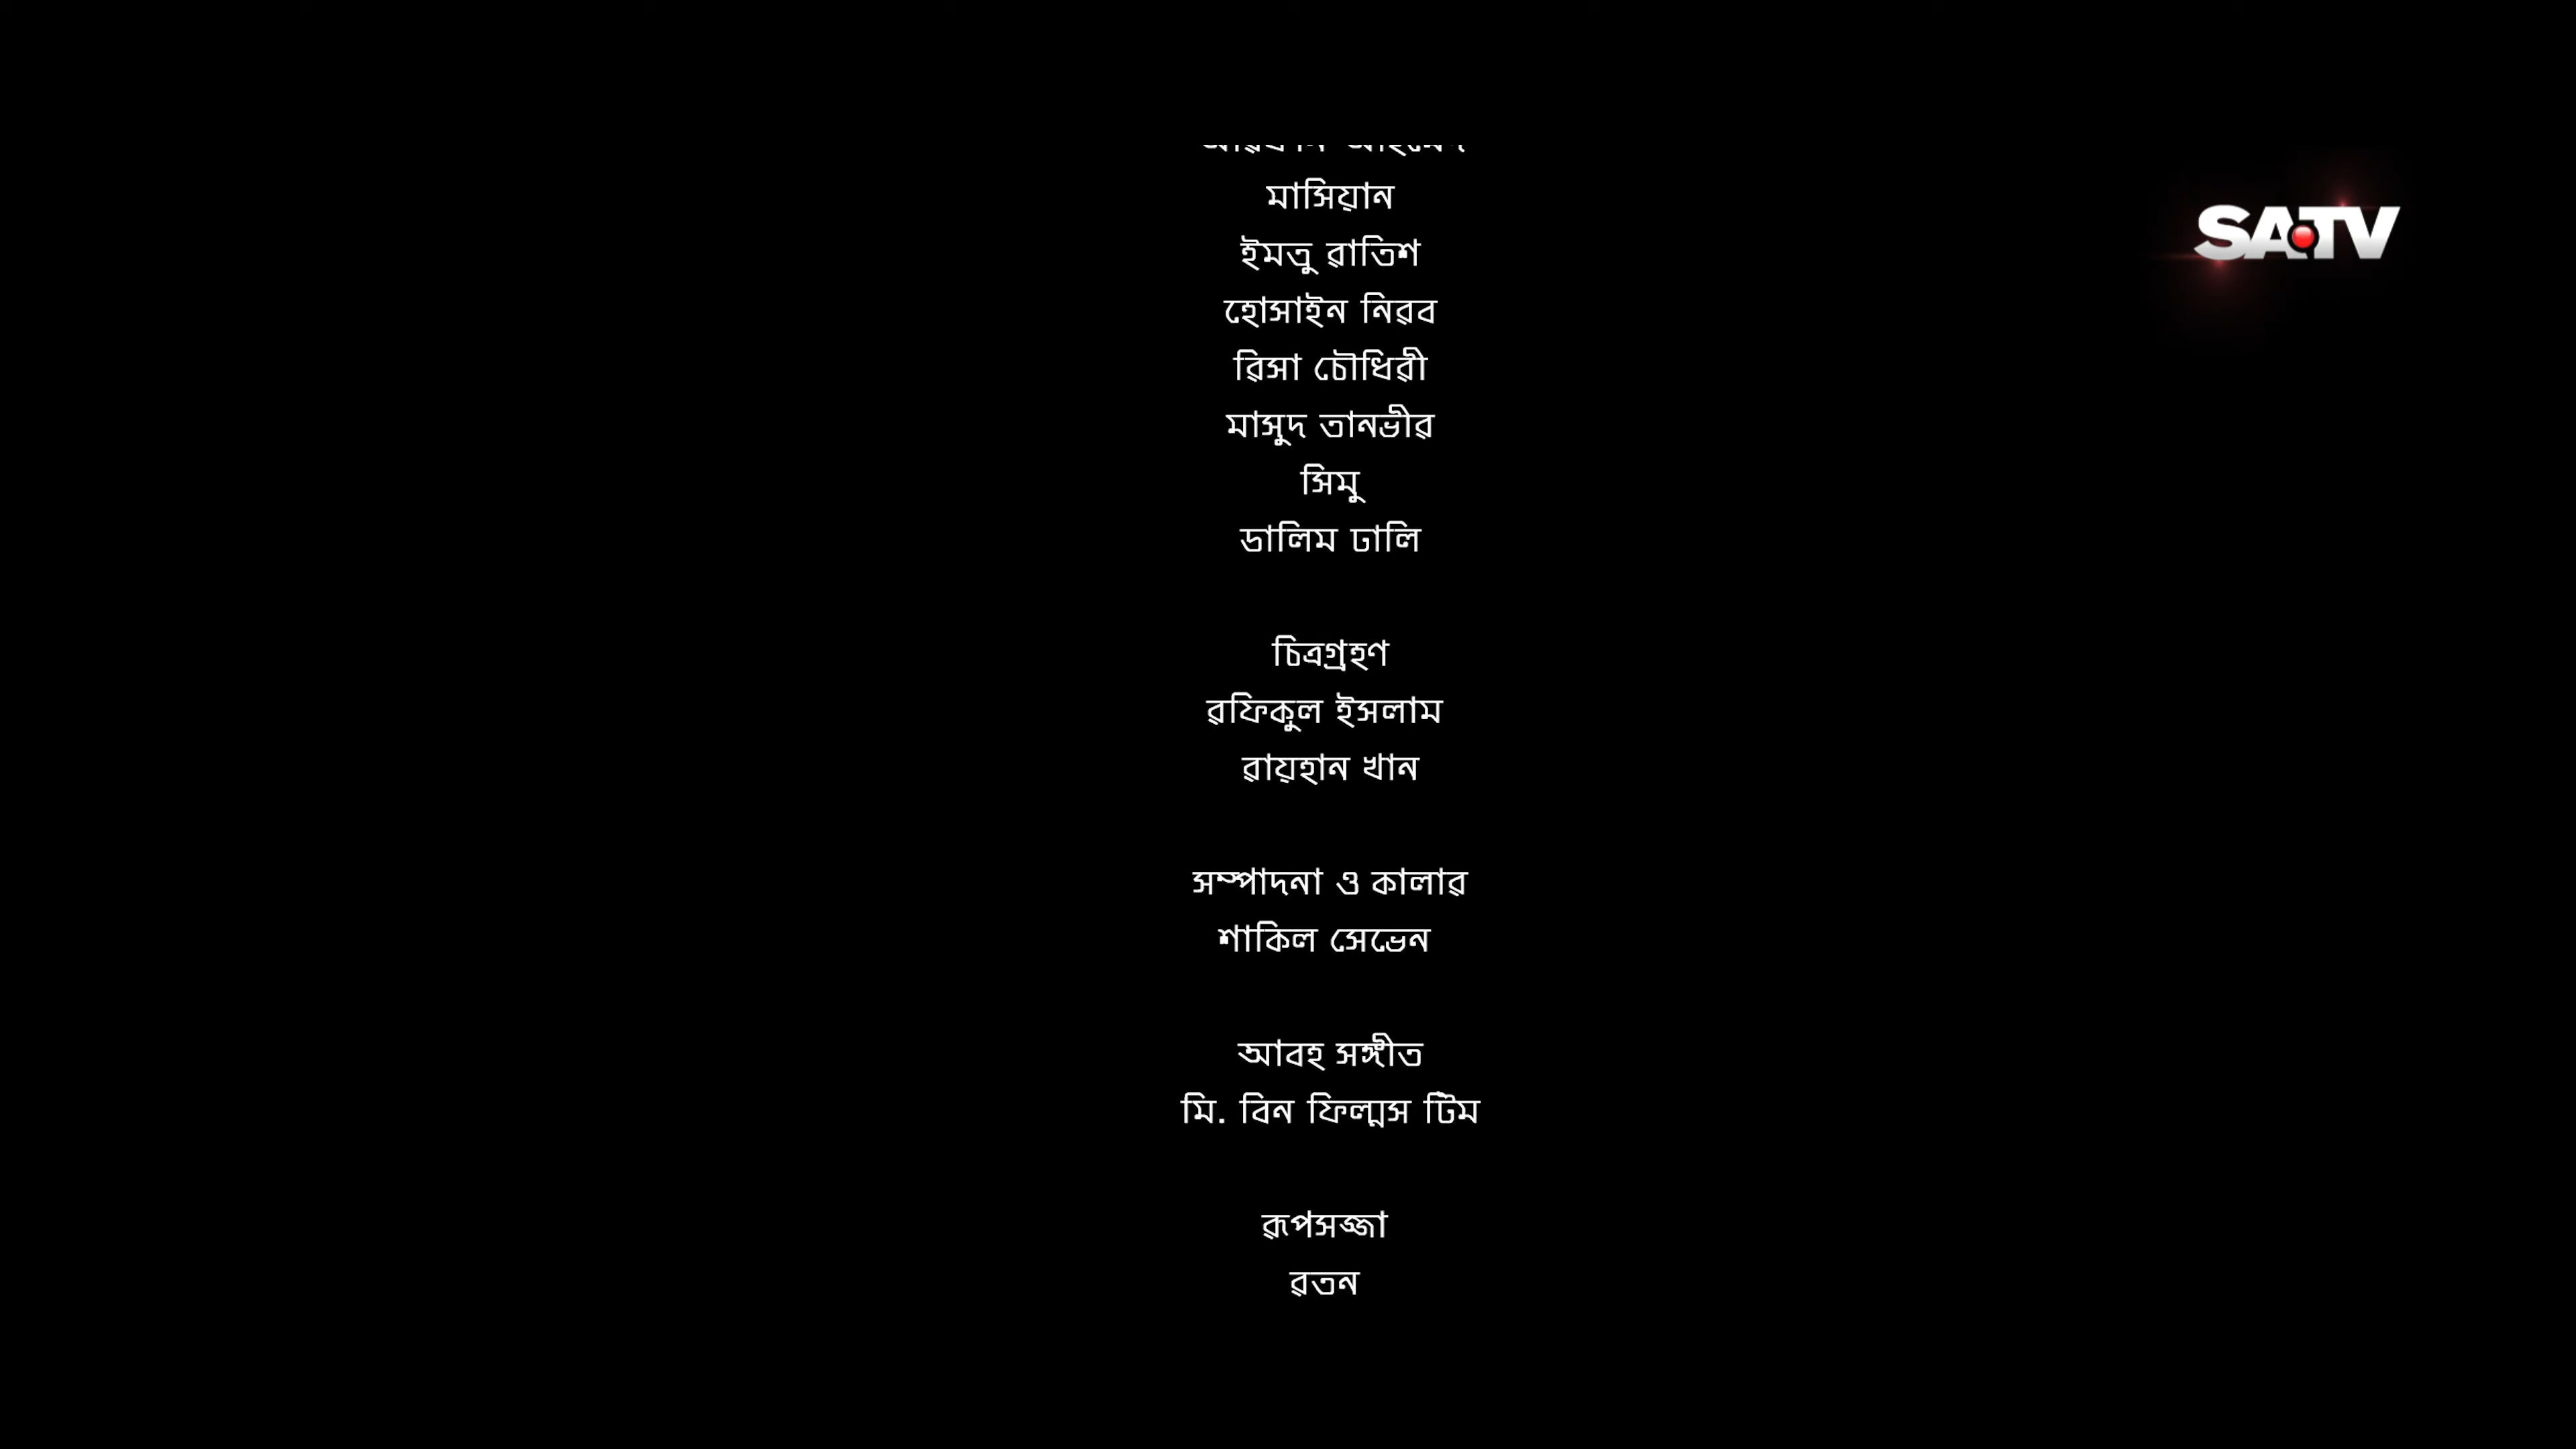 মাসিয়ান
SATV
ইমতু রাতিশ
হোসাইন নিরব
রিসা চৌধিরী
মাসুদ তানভীর
সিমু
ডালিম ঢালি
চিত্রগ্রহণ
রফিকুল ইসলাম
রায়হান খান
সম্পাদনা ও কালার
শাকিল সেভেন
আবহ সঙ্গীত
মি. বিন ফিল্মস টিম
রূপসজ্জা
রতন